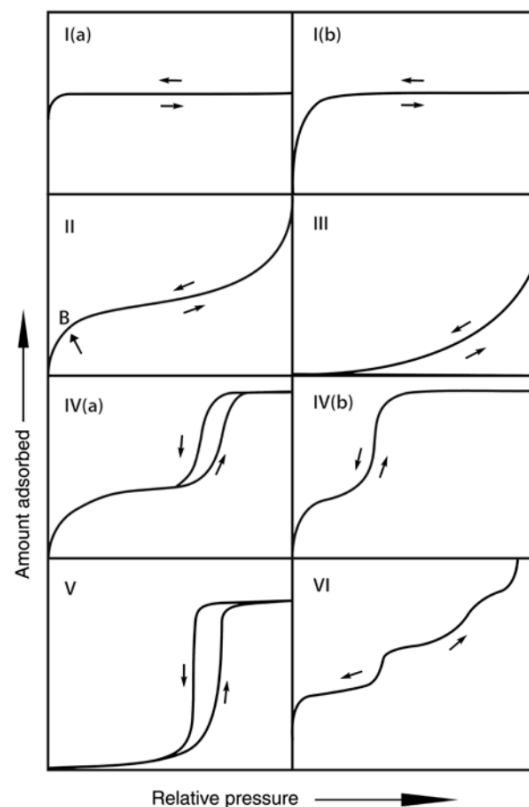 I(a)
I(b)
II
III
B
IV(a)
IV(b)
V
VI
Amount adsorbed
Relative pressure